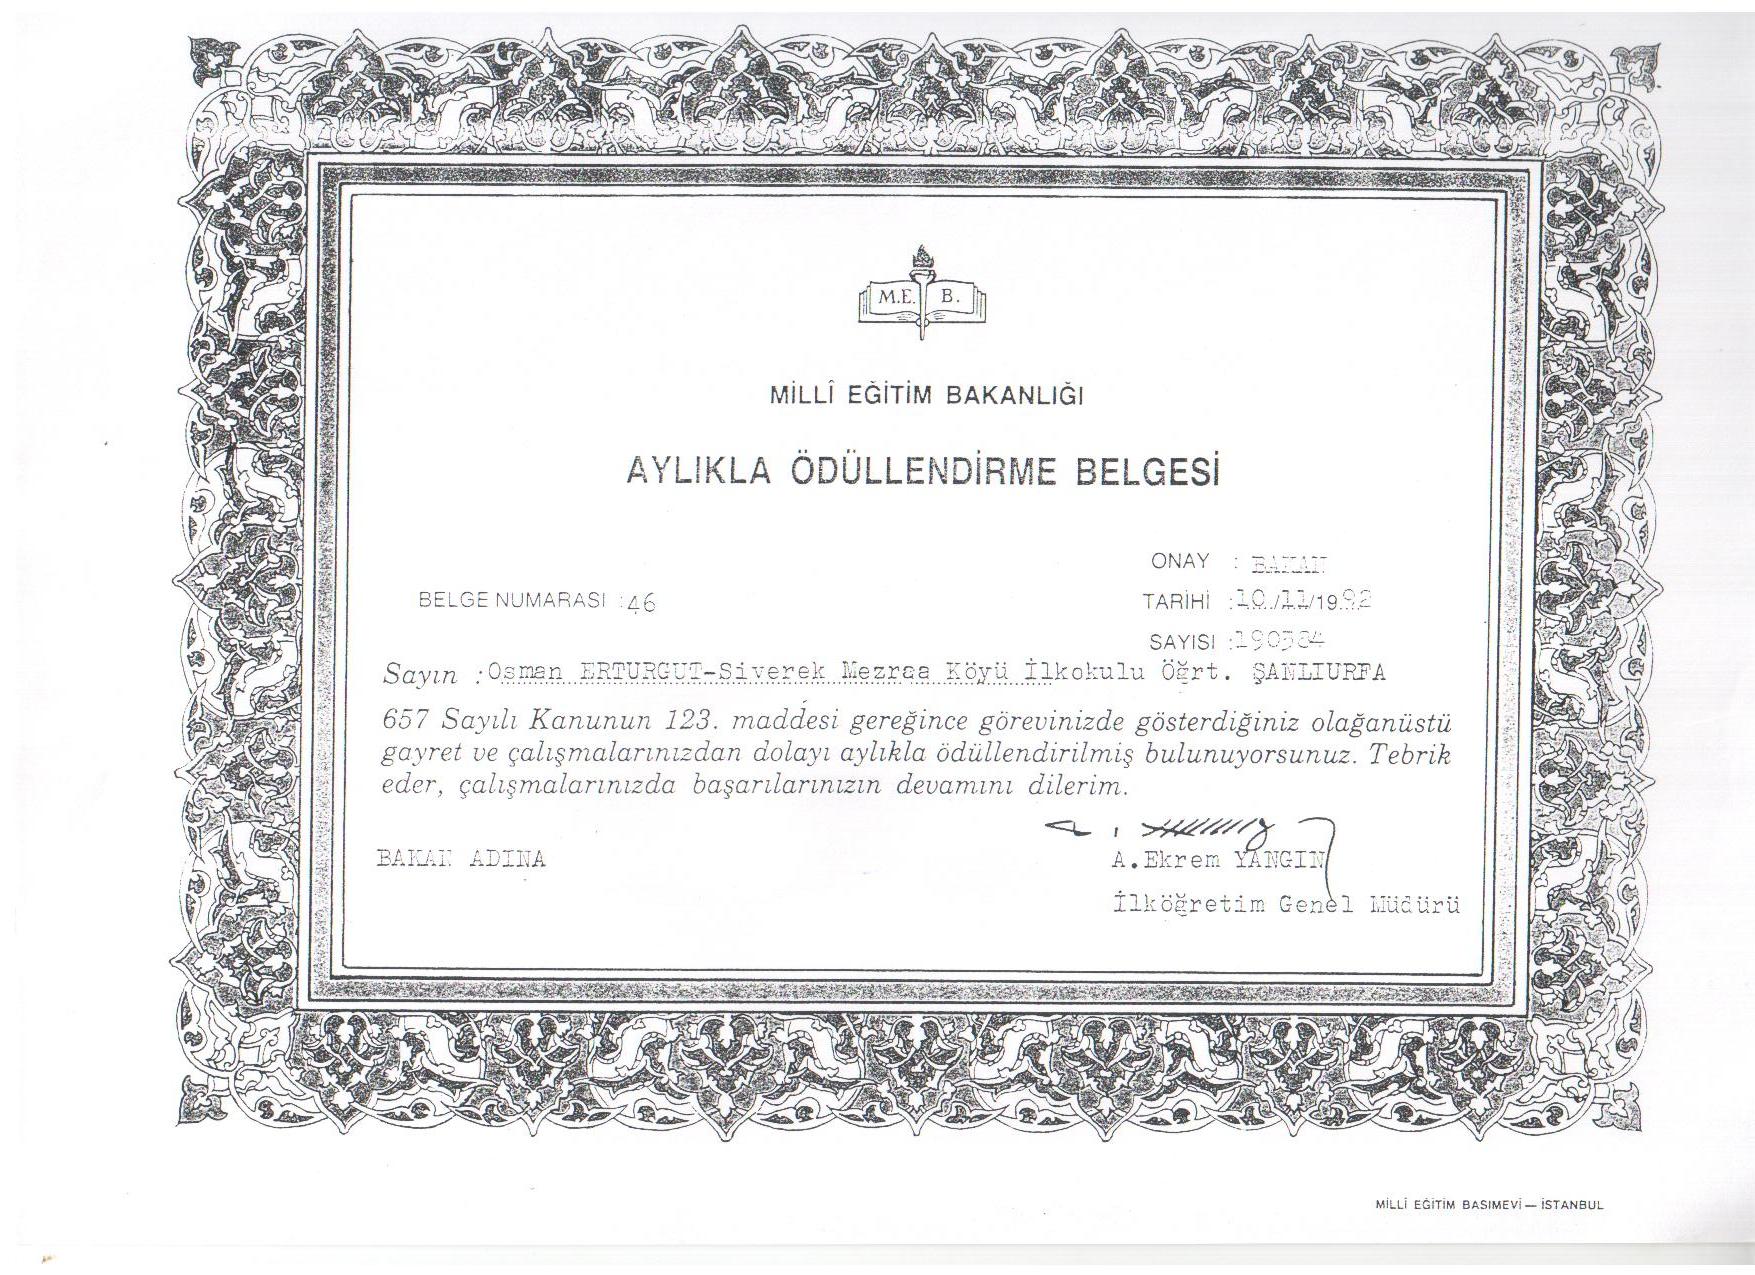 M.E. B.
MİLLÎ EĞİTİM BAKANLIĞI
AYLIKLA ÖDÜLLENDİRME BELGESİ
ONAY : BAKAN
BELGE NUMARASI :46
TARİHİ :10./11/1992
SAYISI :190384
Sayın :Osman ERTURGUT-Siverek Mezraa Köyü İlkokulu Öğrt. ŞANLIURFA
657 Sayılı Kanunun 123. maddesi gereğince görevinizde gösterdiğiniz olağanüstü
gayret ve çalışmalarınızdan dolayı aylıkla ödüllendirilmiş bulunuyorsunuz. Tebrik
eder, çalışmalarınızda başarılarınızın devamını dilerim.
BAKAN ADINA
A.Ekrem YANGIN
İlköğretim Genel Müdürü
MİLLİ EĞİTİM BASIMEVİ — İSTANBUL